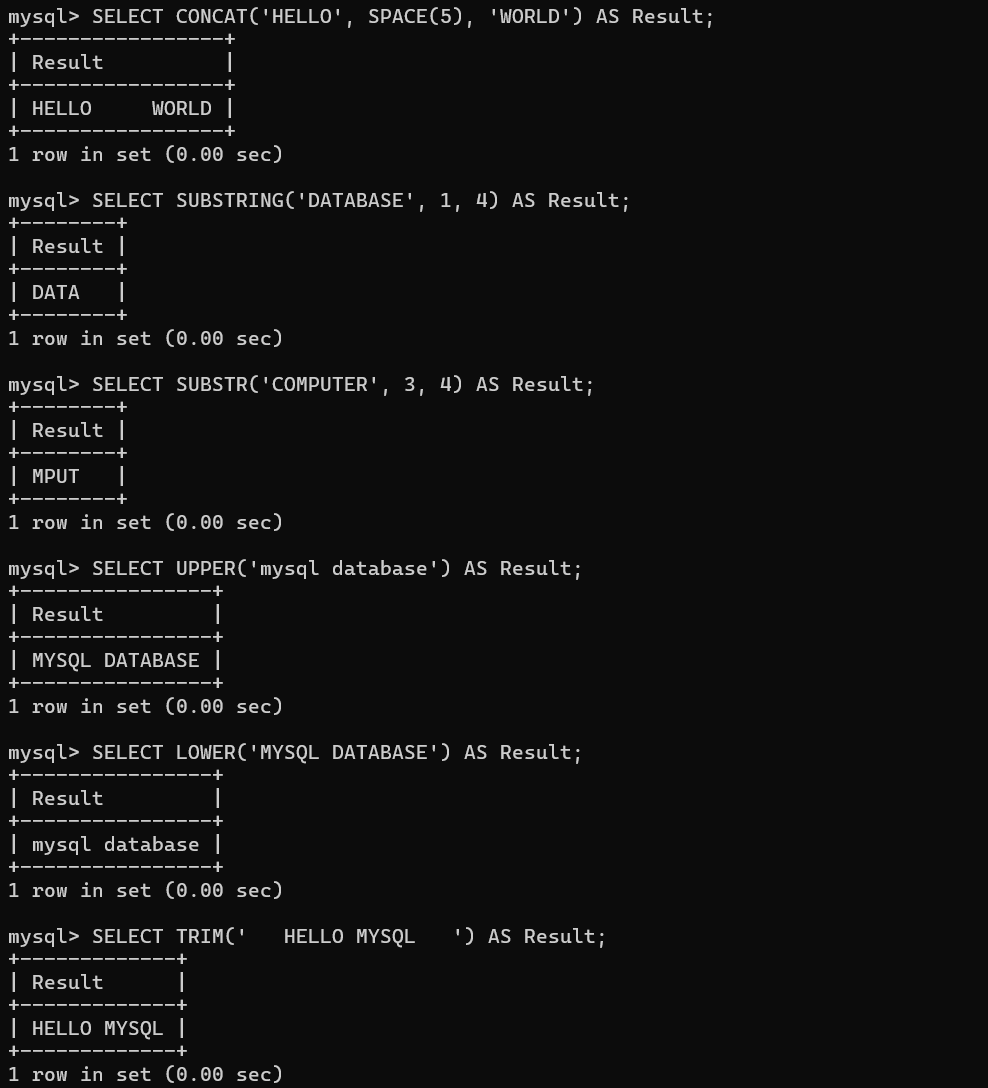 mysql> SELECT CONCAT('HELLO', SPACE(5), 'WORLD') AS Result;
+-----------------+
| Result          |
+-----------------+
| HELLO     WORLD |
+-----------------+
1 row in set (0.00 sec)

mysql> SELECT SUBSTRING('DATABASE', 1, 4) AS Result;
+--------+
| Result |
+--------+
| DATA   |
+--------+
1 row in set (0.00 sec)

mysql> SELECT SUBSTR('COMPUTER', 3, 4) AS Result;
+--------+
| Result |
+--------+
| MPUT   |
+--------+
1 row in set (0.00 sec)

mysql> SELECT UPPER('mysql database') AS Result;
+----------------+
| Result         |
+----------------+
| MYSQL DATABASE |
+----------------+
1 row in set (0.00 sec)

mysql> SELECT LOWER('MYSQL DATABASE') AS Result;
+----------------+
| Result         |
+----------------+
| mysql database |
+----------------+
1 row in set (0.00 sec)

mysql> SELECT TRIM('   HELLO MYSQL   ') AS Result;
+-------------+
| Result      |
+-------------+
| HELLO MYSQL |
+-------------+
1 row in set (0.00 sec)